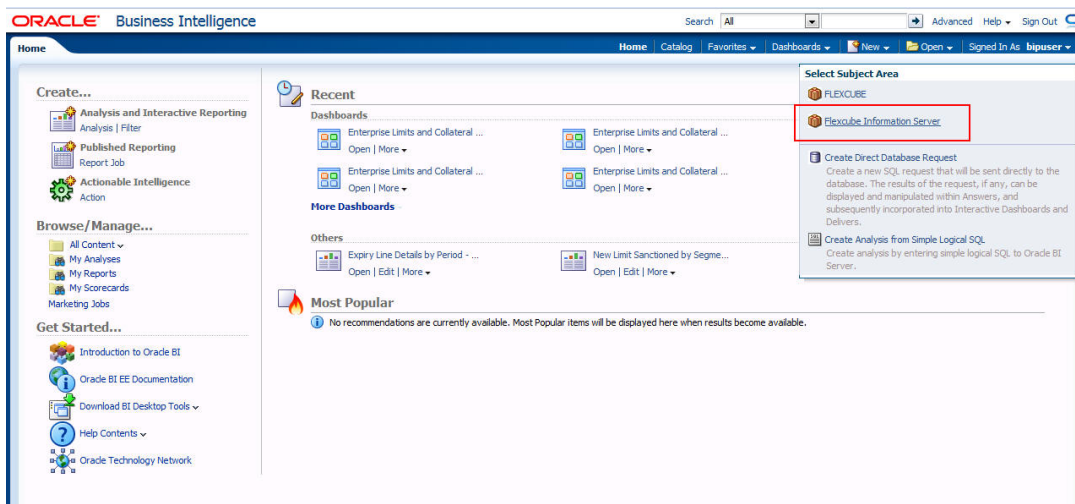 ORACLE Business Intelligence
Search All Advanced Help Sign Out
Home
Home Catalog Favorites Dashboards New Open Signed In As bipuser
Create...
Analysis and Interactive Reporting
Analysis | Filter
Published Reporting
Report Job
Actionable Intelligence
Action
Browse/Manage...
All Content
My Analyses
My Reports
My Scorecards
Marketing Jobs
Get Started...
Introduction to Oracle BI
Oracle BI EE Documentation
Download BI Desktop Tools
Help Contents
Oracle Technology Network
Recent
Dashboards
Enterprise Limits and Collateral ...
Open | More
Enterprise Limits and Collateral ...
Open | More
Enterprise Limits and Collateral ...
Open | More
Enterprise Limits and Collateral ...
Open | More
More Dashboards
Others
Expiry Line Details by Period - ...
Open | Edit | More
New Limit Sanctioned by Segme...
Open | Edit | More
Most Popular
No recommendations are currently available. Most Popular items will be displayed here when results become available.
Select Subject Area
FLEXCUBE
Flexcube Information Server
Create Direct Database Request
Create a new SQL request that will be sent directly to the
database. The results of the request, if any, can be
displayed and manipulated within Answers, and
subsequently incorporated into Interactive Dashboards and
Delivers.
Create Analysis from Simple Logical SQL
Create analysis by entering simple logical SQL to Oracle BI
Server.